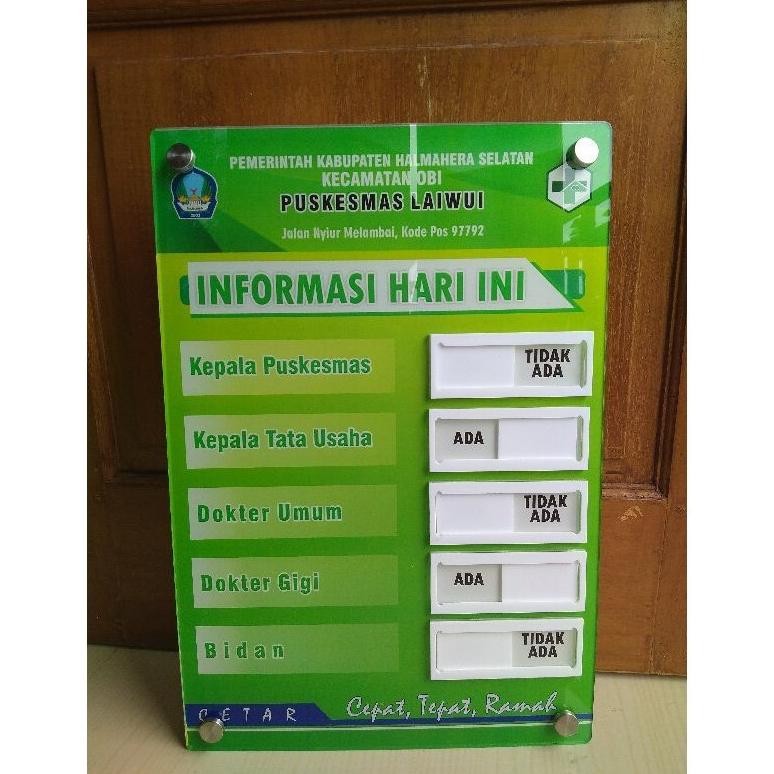 PEMERINTAH KABUPATEN HALMAHERA SELATAN
KECAMATAN OBI
PUSKESMAS LAIWUI
Jalan Nyiur Melambai, Kode Pos 97792
2003
INFORMASI HARI INI
Kepala Puskesmas
TIDAK
ADA
Kepala Tata Usaha
ADA
Dokter Umum
TIDAK
ADA
Dokter Gigi
ADA
Bidan
TIDAK
ADA
CETAR
Cepat, Tepat, Ramah